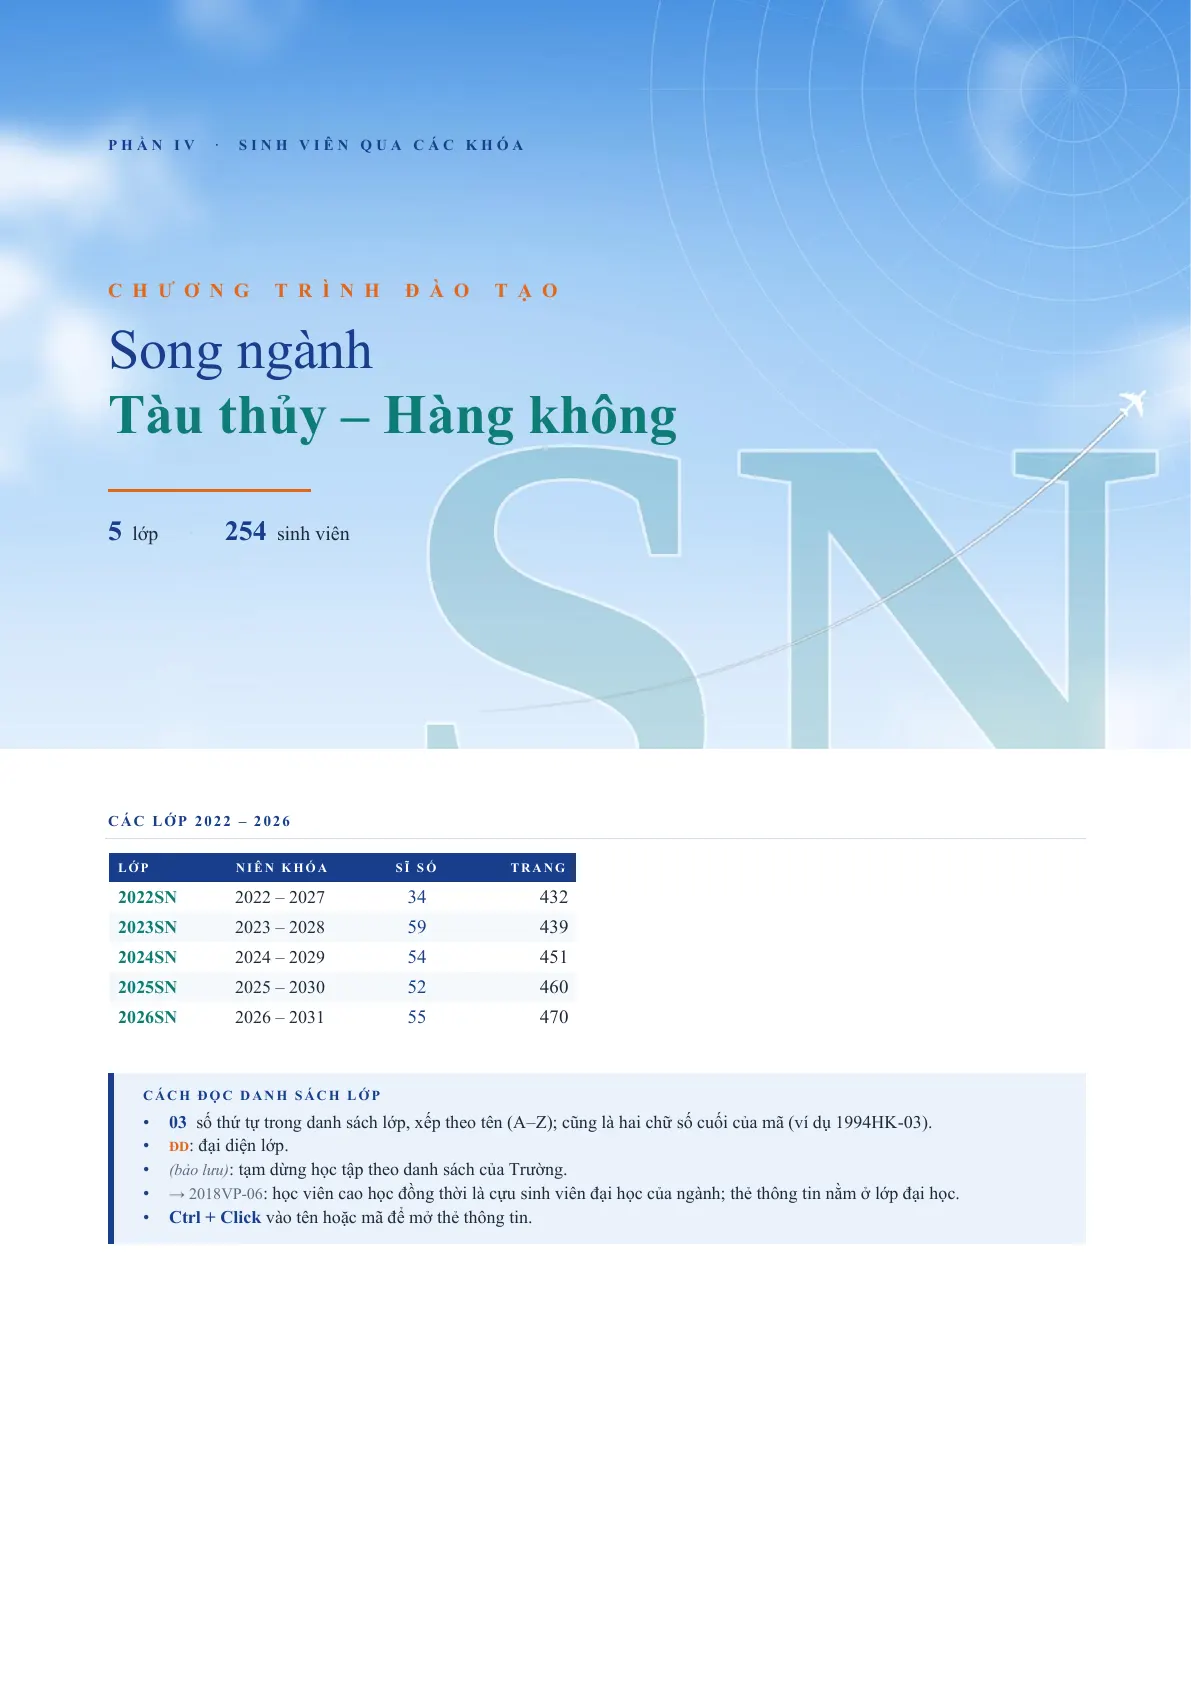 PHẦN IV · SINH VIÊN QUA CÁC KHÓA
CHƯƠNG TRÌNH ĐÀO TẠO
Song ngành
Tàu thủy – Hàng không
5 lớp · 254 sinh viên
SN
CÁC LỚP 2022 – 2026
LỚP NIÊN KHÓA SĨ SỐ TRANG
2022SN 2022 – 2027 34 432
2023SN 2023 – 2028 59 439
2024SN 2024 – 2029 54 451
2025SN 2025 – 2030 52 460
2026SN 2026 – 2031 55 470
CÁCH ĐỌC DANH SÁCH LỚP
• 03 số thứ tự trong danh sách lớp, xếp theo tên (A–Z); cũng là hai chữ số cuối của mã (ví dụ 1994HK-03).
• ĐD: đại diện lớp.
• (bảo lưu): tạm dừng học tập theo danh sách của Trường.
• → 2018VP-06: học viên cao học đồng thời là cựu sinh viên đại học của ngành; thẻ thông tin nằm ở lớp đại học.
• Ctrl + Click vào tên hoặc mã để mở thẻ thông tin.